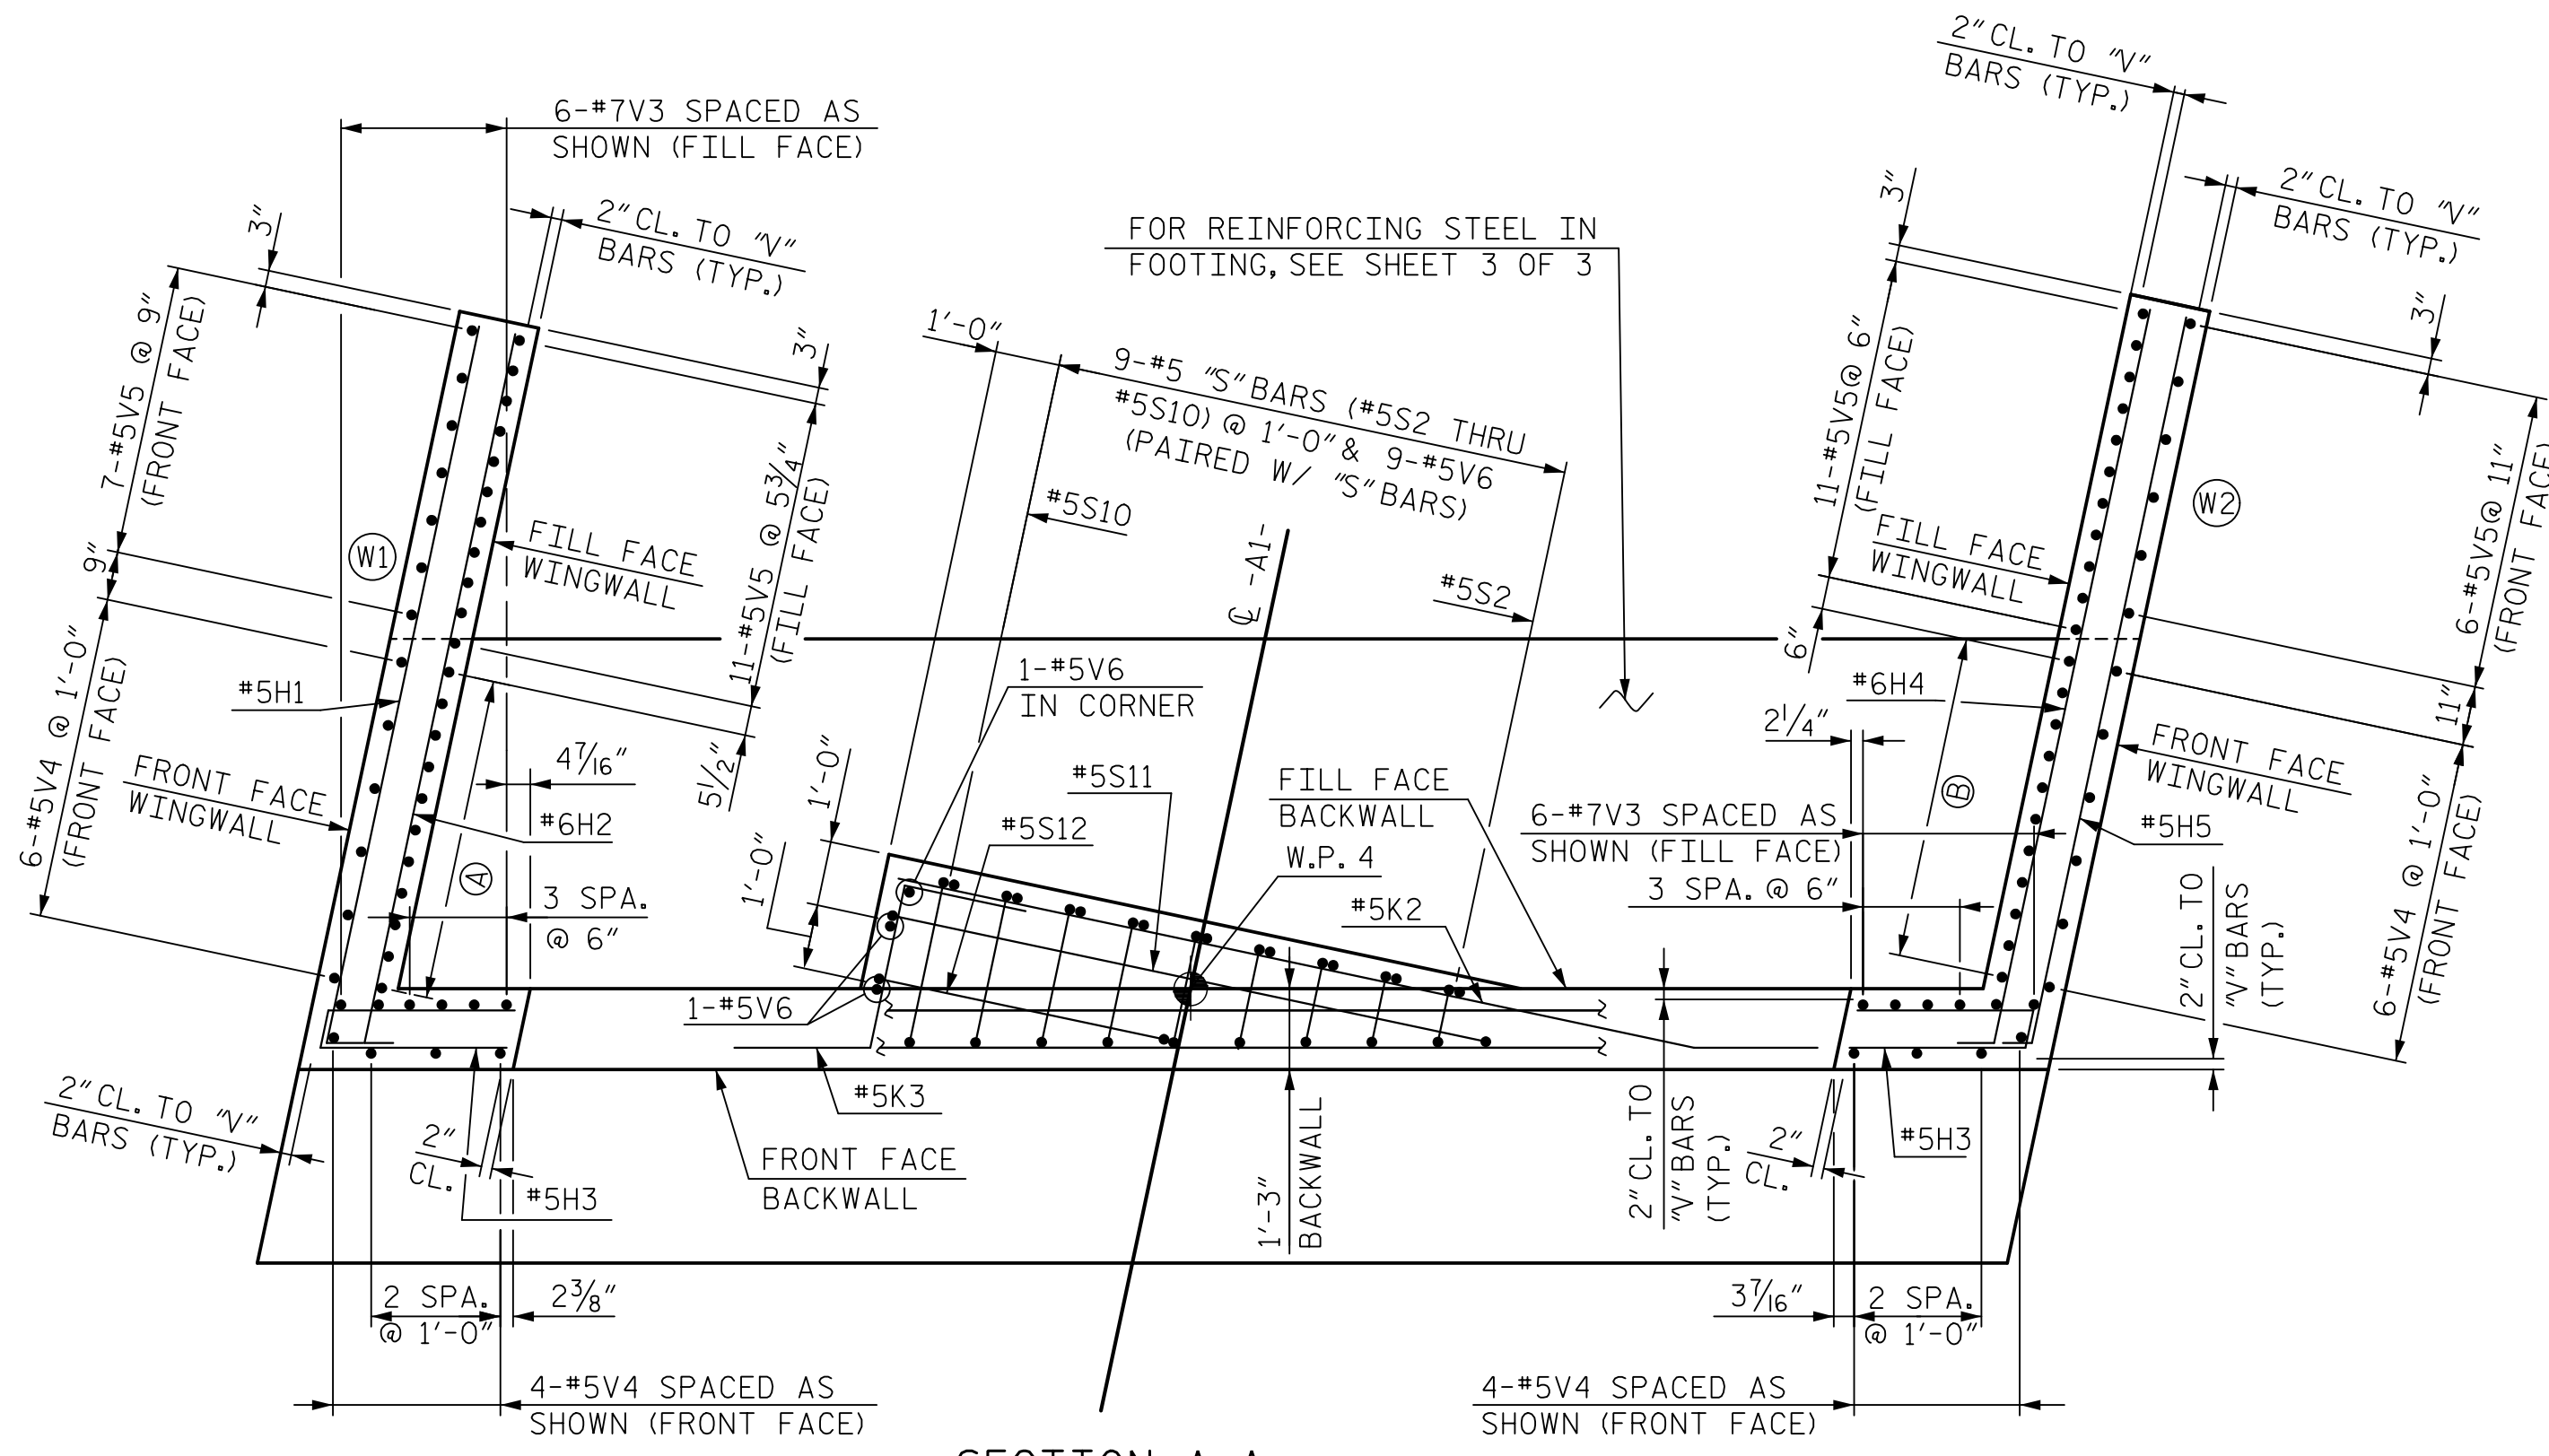 2" CL. TO "V"
BARS (TYP.)
6-#7V3 SPACED AS
SHOWN (FILL FACE)
3"
2" CL. TO "V"
BARS (TYP.)
3"
2" CL. TO "V"
BARS (TYP.)
FOR REINFORCING STEEL IN
FOOTING, SEE SHEET 3 OF 3
7-#5V5 @ 9"
(FRONT FACE)
3"
1'-0"
9-#5 "S" BARS (#5S2 THRU
#5S10) @ 1'-0" & 9-#5V6
(PAIRED W/ "S" BARS)
11-#5V5@ 6"
(FILL FACE)
3"
#5S10
W1
FILL FACE
WINGWALL
11-#5V5 @ 5¾"
(FILL FACE)
℄ -A1-
#5S2
FILL FACE
WINGWALL
W2
6-#5V5@ 11"
(FRONT FACE)
9"
6-#5V4 @ 1'-0"
(FRONT FACE)
#5H1
1-#5V6
IN CORNER
6"
#6H4
2¼"
11"
FRONT FACE
WINGWALL
4⁷⁄₁₆"
5½"
1'-0"
#5S11
FILL FACE
BACKWALL
B
FRONT FACE
WINGWALL
#6H2
#5S12
1'-0"
W.P. 4
6-#7V3 SPACED AS
SHOWN (FILL FACE)
#5H5
A
3 SPA.
@ 6"
#5K2
3 SPA. @ 6"
2" CL. TO
"V" BARS
(TYP.)
6-#5V4 @ 1'-0"
(FRONT FACE)
1-#5V6
2" CL. TO "V"
BARS (TYP.)
2"
CL.
#5H3
#5K3
FRONT FACE
BACKWALL
1'-3"
BACKWALL
2" CL. TO
"V" BARS
(TYP.)
2"
CL.
#5H3
2 SPA.
@ 1'-0"
2⅜"
3⁷⁄₁₆"
2 SPA.
@ 1'-0"
4-#5V4 SPACED AS
SHOWN (FRONT FACE)
4-#5V4 SPACED AS
SHOWN (FRONT FACE)